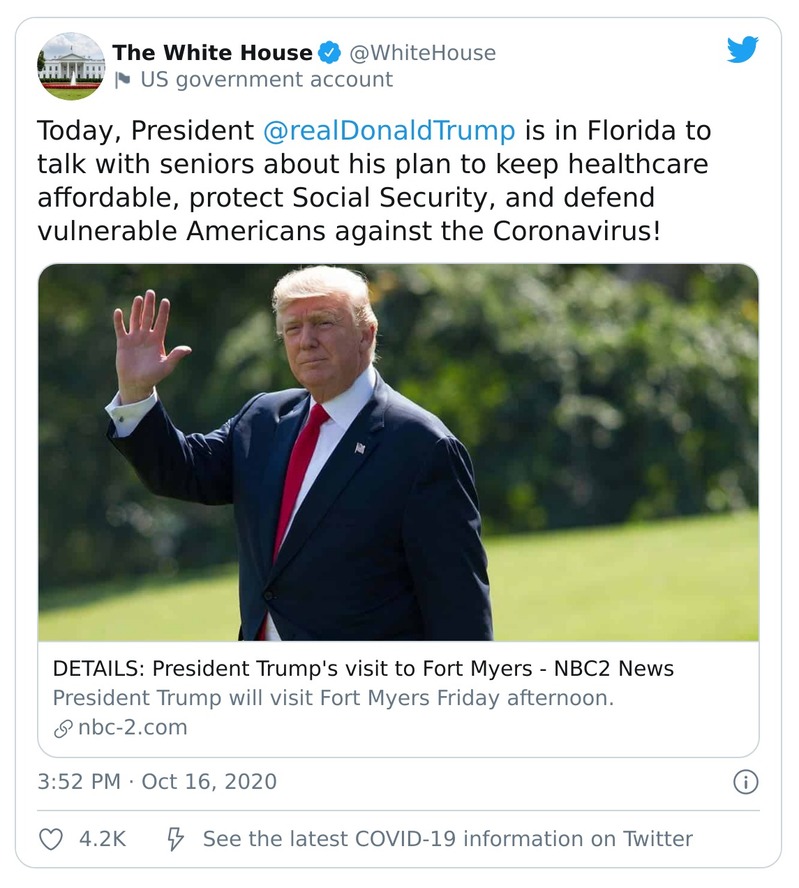 The White House @WhiteHouse
US government account
Today, President @realDonaldTrump is in Florida to
talk with seniors about his plan to keep healthcare
affordable, protect Social Security, and defend
vulnerable Americans against the Coronavirus!
DETAILS: President Trump's visit to Fort Myers - NBC2 News
President Trump will visit Fort Myers Friday afternoon.
nbc-2.com
3:52 PM · Oct 16, 2020
4.2K See the latest COVID-19 information on Twitter